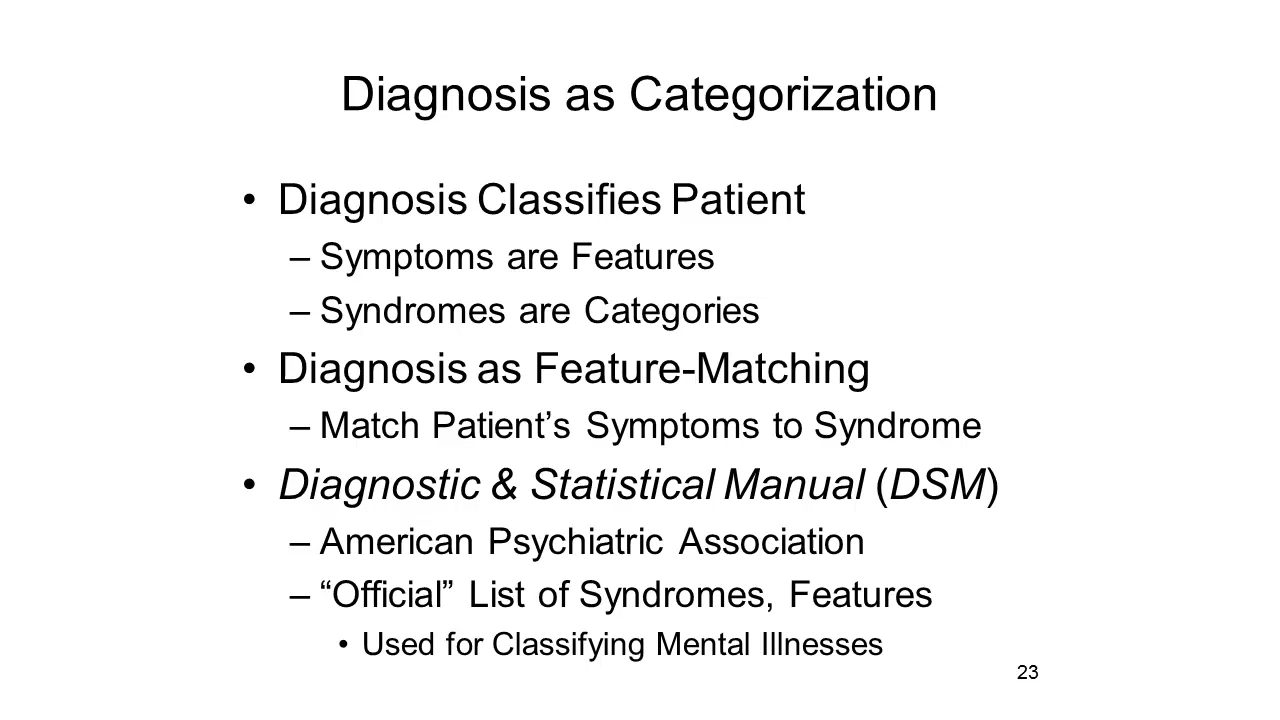 Diagnosis as Categorization
• Diagnosis Classifies Patient
– Symptoms are Features
– Syndromes are Categories
• Diagnosis as Feature-Matching
– Match Patient’s Symptoms to Syndrome
• Diagnostic & Statistical Manual (DSM)
– American Psychiatric Association
– “Official” List of Syndromes, Features
• Used for Classifying Mental Illnesses
23